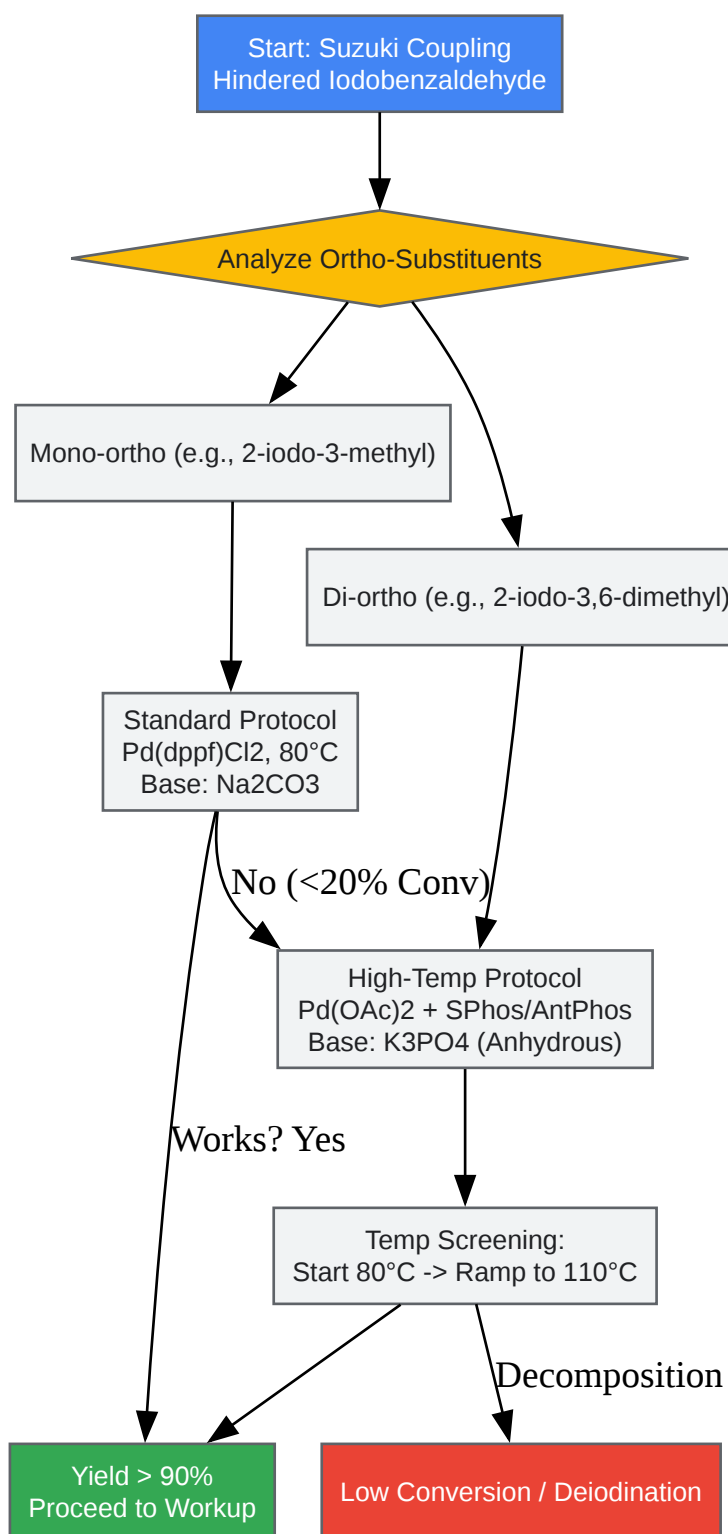 Start: Suzuki Coupling
Hindered Iodobenzaldehyde
Analyze Ortho-Substituents
Mono-ortho (e.g., 2-iodo-3-methyl)
Di-ortho (e.g., 2-iodo-3,6-dimethyl)
Standard Protocol
Pd(dppf)Cl2, 80°C
Base: Na2CO3
No (<20% Conv)
High-Temp Protocol
Pd(OAc)2 + SPhos/AntPhos
Base: K3PO4 (Anhydrous)
Works? Yes
Temp Screening:
Start 80°C -> Ramp to 110°C
Decomposition
Yield > 90%
Proceed to Workup
Low Conversion / Deiodination